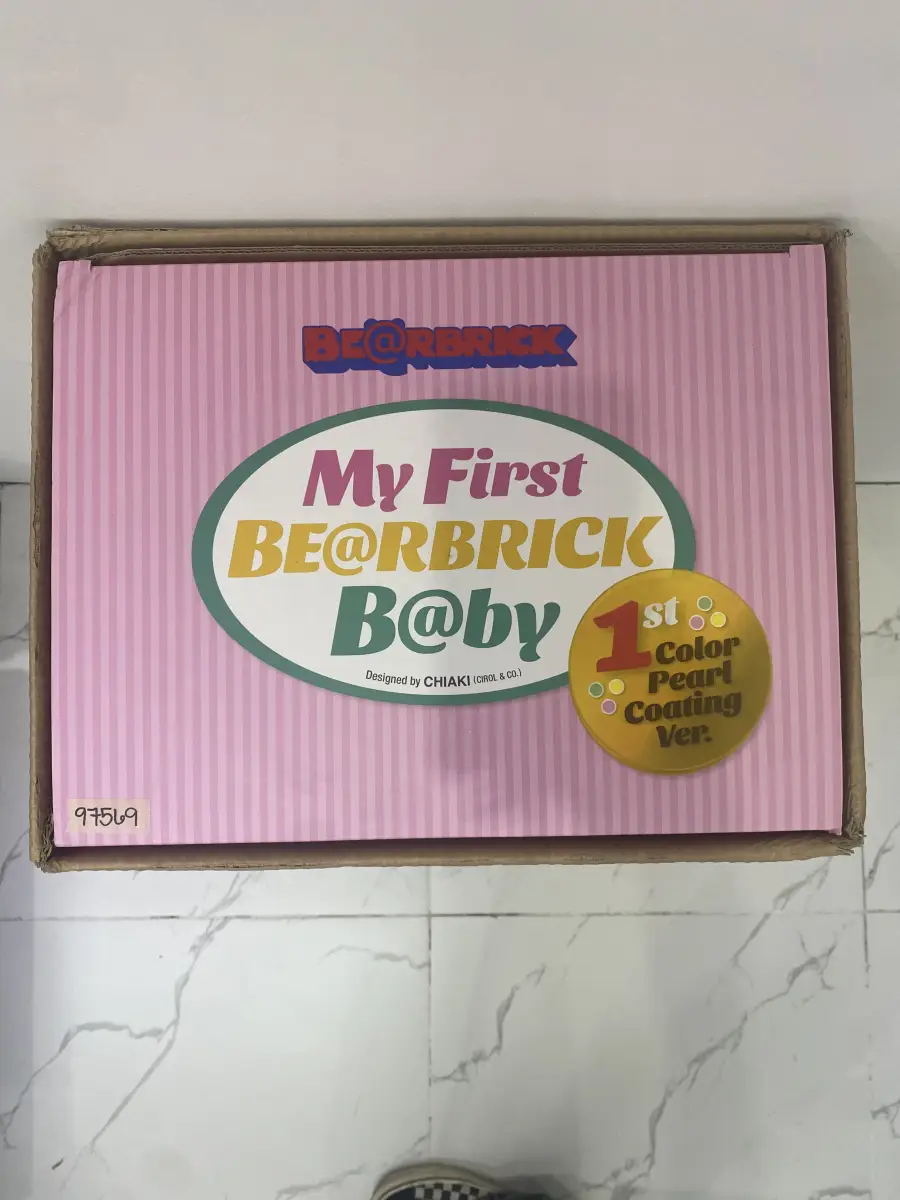 BE@RBRICK
My First
BE@RBRICK
B@by
Designed by CHIAKI (CIROL & CO.)
1st
Color
Pearl
Coating
Ver.
97569